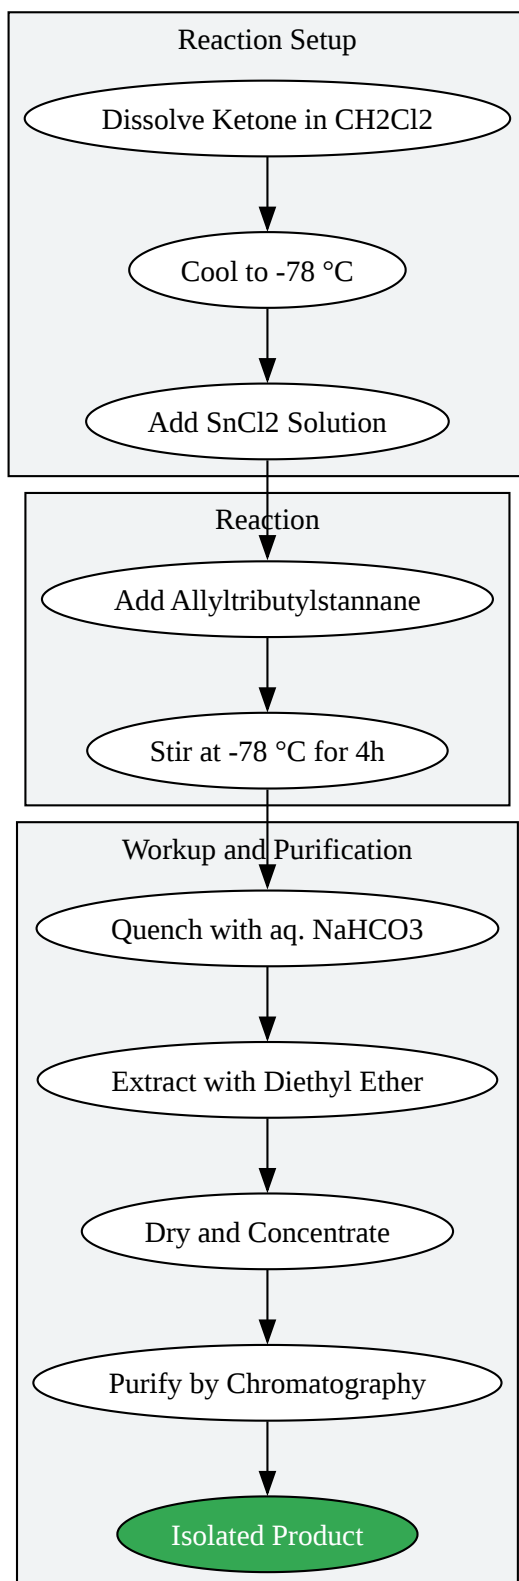 Reaction Setup
Dissolve Ketone in CH2Cl2
Cool to -78 °C
Add SnCl2 Solution
Reaction
Add Allyltributylstannane
Stir at -78 °C for 4h
Workup and Purification
Quench with aq. NaHCO3
Extract with Diethyl Ether
Dry and Concentrate
Purify by Chromatography
Isolated Product